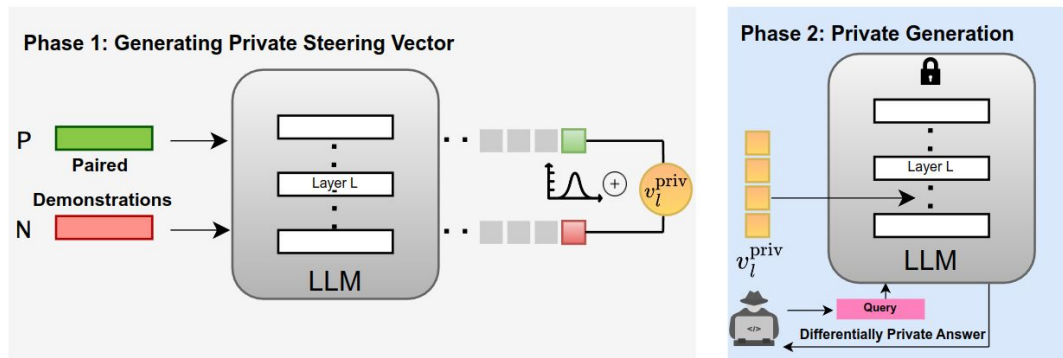 Phase 1: Generating Private Steering Vector
P
Paired
Demonstrations
N
Layer L
LLM
+
v_l^priv
Phase 2: Private Generation
Layer L
LLM
v_l^priv
Query
</>
Differentially Private Answer